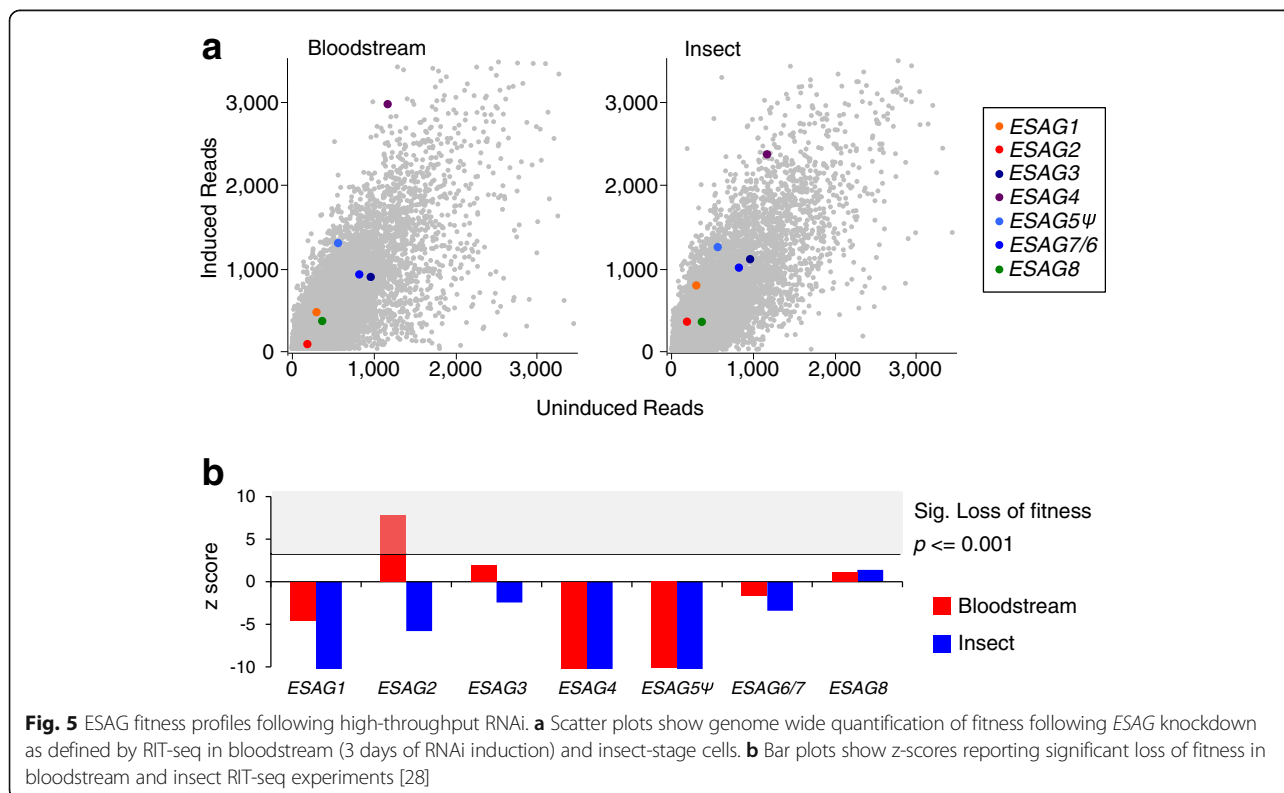 a
Bloodstream
Insect
Induced Reads
3,000
2,000
1,000
0
0
1,000
2,000
3,000
3,000
2,000
1,000
0
0
1,000
2,000
3,000
Uninduced Reads
ESAG1
ESAG2
ESAG3
ESAG4
ESAG5Ψ
ESAG7/6
ESAG8
b
z score
10
5
0
-5
-10
ESAG1
ESAG2
ESAG3
ESAG4
ESAG5Ψ
ESAG6/7
ESAG8
Sig. Loss of fitness
p <= 0.001
Bloodstream
Insect
Fig. 5 ESAG fitness profiles following high-throughput RNAi. a Scatter plots show genome wide quantification of fitness following ESAG knockdown
as defined by RIT-seq in bloodstream (3 days of RNAi induction) and insect-stage cells. b Bar plots show z-scores reporting significant loss of fitness in
bloodstream and insect RIT-seq experiments [28]